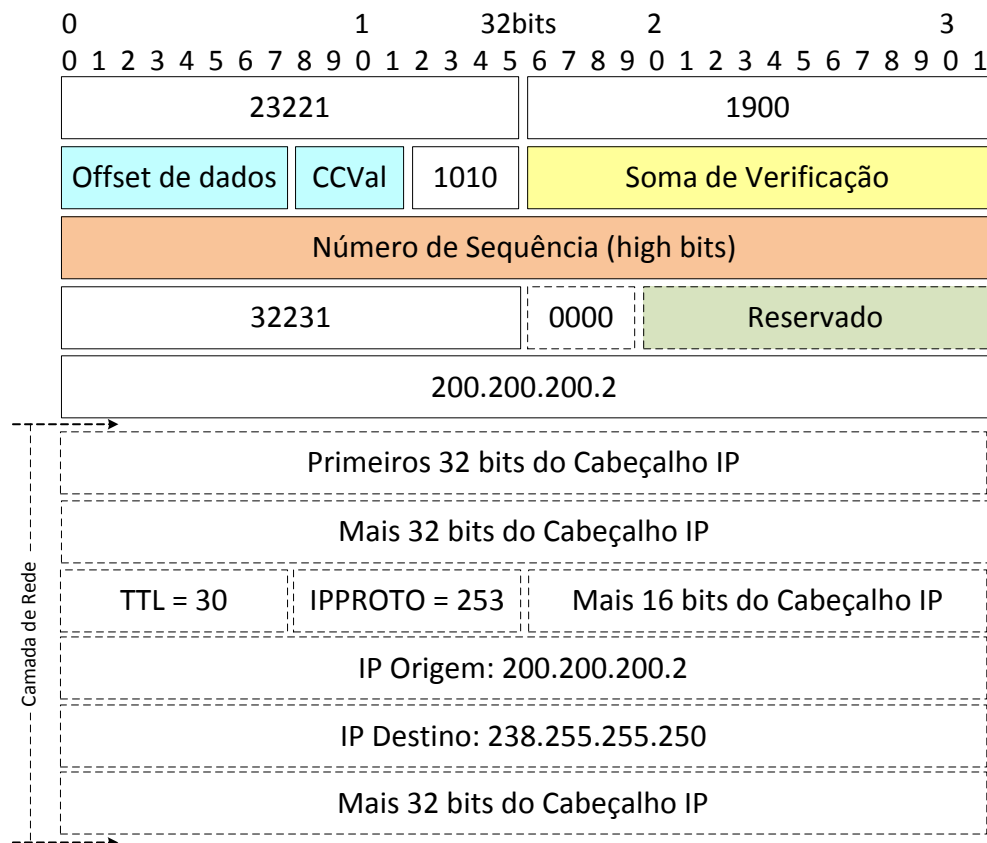 0 1 32bits 2 3
0 1 2 3 4 5 6 7 8 9 0 1 2 3 4 5 6 7 8 9 0 1 2 3 4 5 6 7 8 9 0 1
23221 1900
Offset de dados CCVal 1010 Soma de Verificação
Número de Sequência (high bits)
32231 0000 Reservado
200.200.200.2
Camada de Rede
Primeiros 32 bits do Cabeçalho IP
Mais 32 bits do Cabeçalho IP
TTL = 30 IPPROTO = 253 Mais 16 bits do Cabeçalho IP
IP Origem: 200.200.200.2
IP Destino: 238.255.255.250
Mais 32 bits do Cabeçalho IP